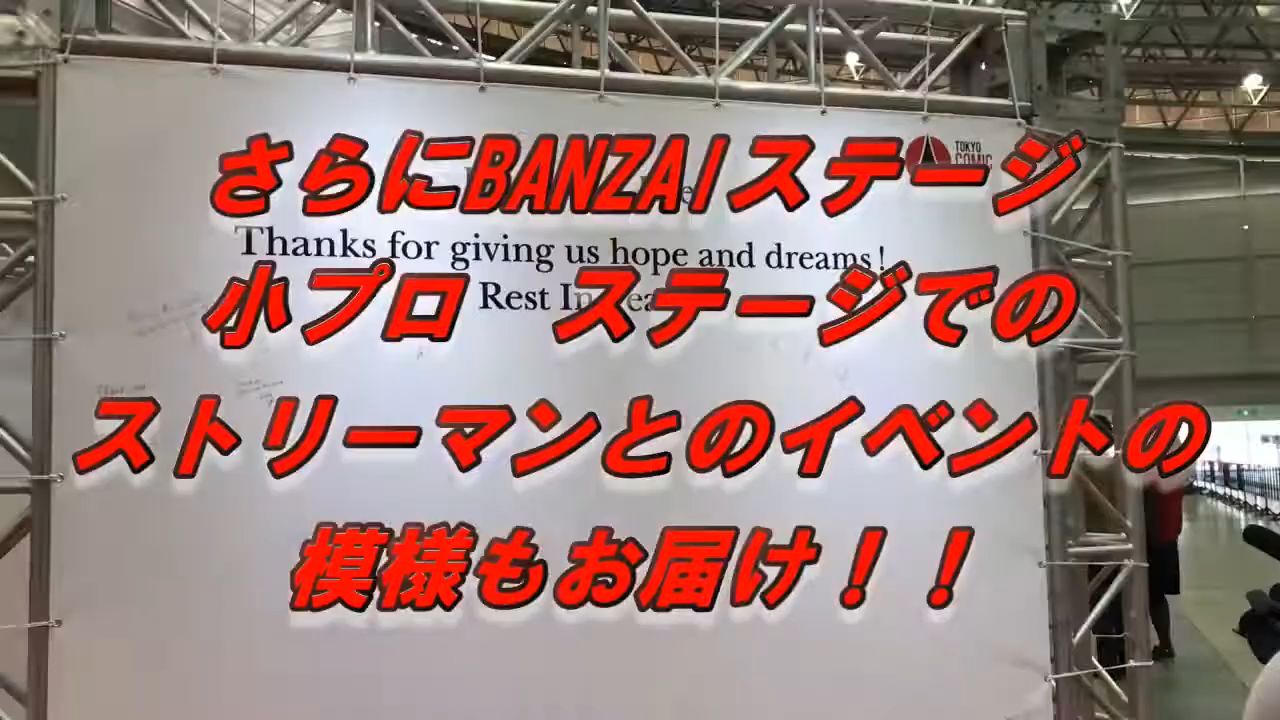 TOKYO
COMIC
さらにBANZAIステージ
Thanks for giving us hope and dreams!
小プロ ステージでの
Rest In
ストリーマンとのイベントの
模様もお届け！！